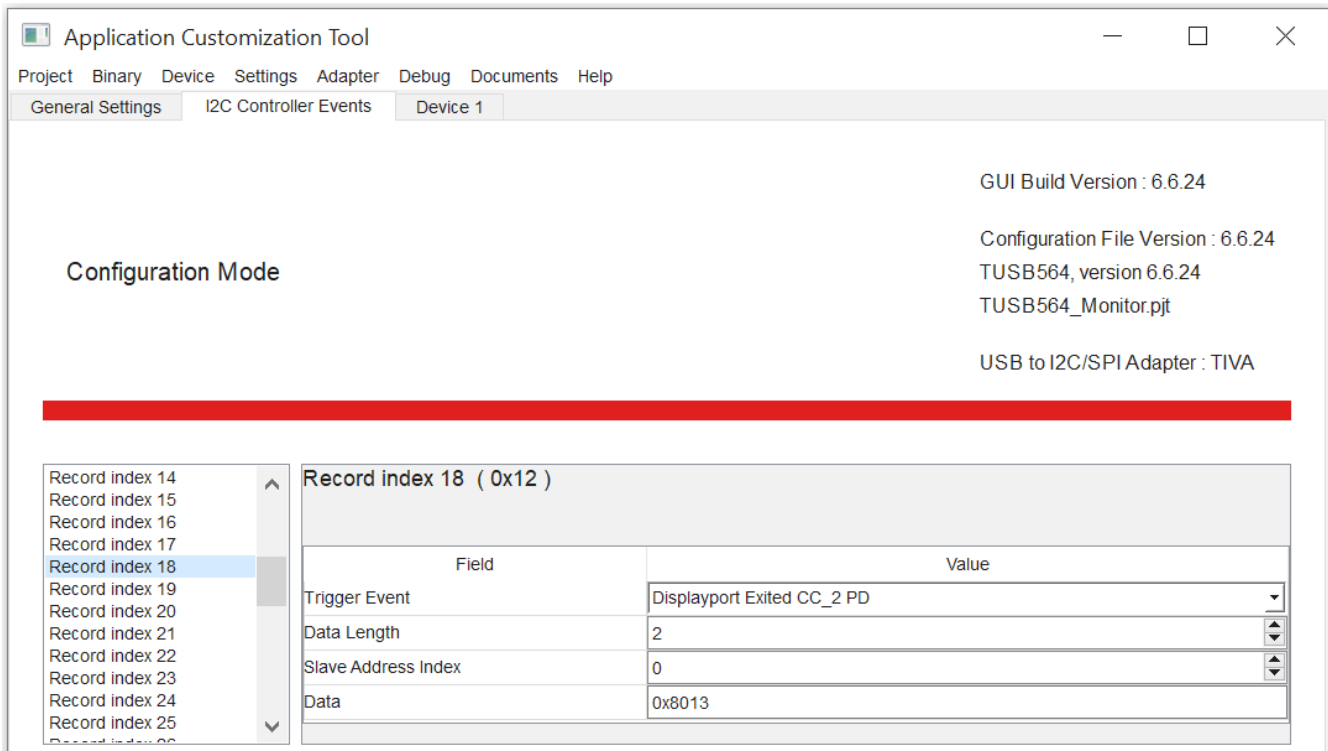 Application Customization Tool
Project Binary Device Settings Adapter Debug Documents Help
General Settings I2C Controller Events Device 1
GUI Build Version : 6.6.24
Configuration File Version : 6.6.24
Configuration Mode
TUSB564, version 6.6.24
TUSB564_Monitor.pjt
USB to I2C/SPI Adapter : TIVA
Record index 14
Record index 15
Record index 16
Record index 17
Record index 18
Record index 19
Record index 20
Record index 21
Record index 22
Record index 23
Record index 24
Record index 25
Record index 18 ( 0x12 )
Field Value
Trigger Event Displayport Exited CC_2 PD
Data Length 2
Slave Address Index 0
Data 0x8013